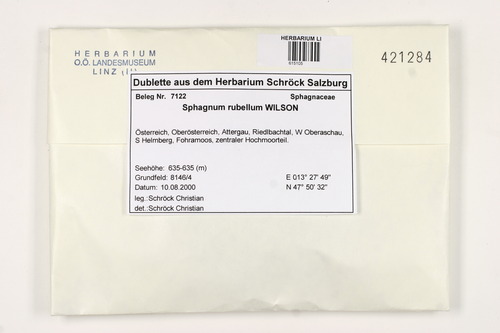 HERBARIUM
O.Ö. LANDESMUSEUM
LINZ
HERBARIUM LI
421284
Dublette aus dem Herbarium Schröck Salzburg
Beleg Nr. 7122 Sphagnaceae
Sphagnum rubellum WILSON
Österreich, Oberösterreich, Attergau, Riedlbachtal, W Oberaschau,
S Helmberg, Fohramoos, zentraler Hochmoorteil.
Seehöhe: 635-635 (m)
Grundfeld: 8146/4 E 013° 27' 49"
Datum: 10.08.2000 N 47° 50' 32"
leg.:Schröck Christian
det.:Schröck Christian